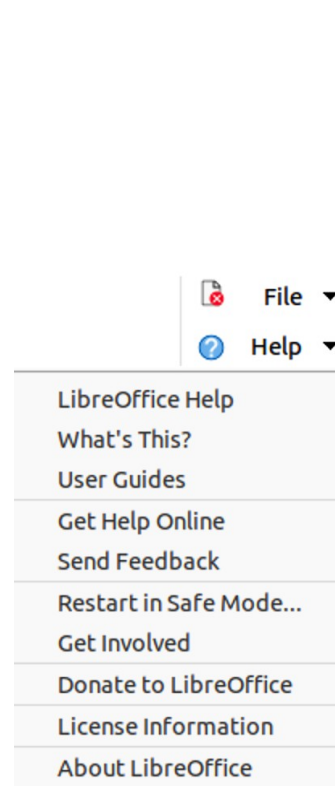 File
Help
LibreOffice Help
What's This?
User Guides
Get Help Online
Send Feedback
Restart in Safe Mode...
Get Involved
Donate to LibreOffice
License Information
About LibreOffice